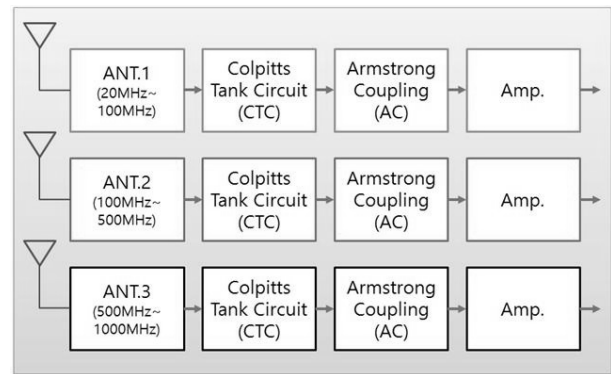 ANT.1
(20MHz~
100MHz)
Colpitts
Tank Circuit
(CTC)
Armstrong
Coupling
(AC)
Amp.
ANT.2
(100MHz~
500MHz)
Colpitts
Tank Circuit
(CTC)
Armstrong
Coupling
(AC)
Amp.
ANT.3
(500MHz~
1000MHz)
Colpitts
Tank Circuit
(CTC)
Armstrong
Coupling
(AC)
Amp.